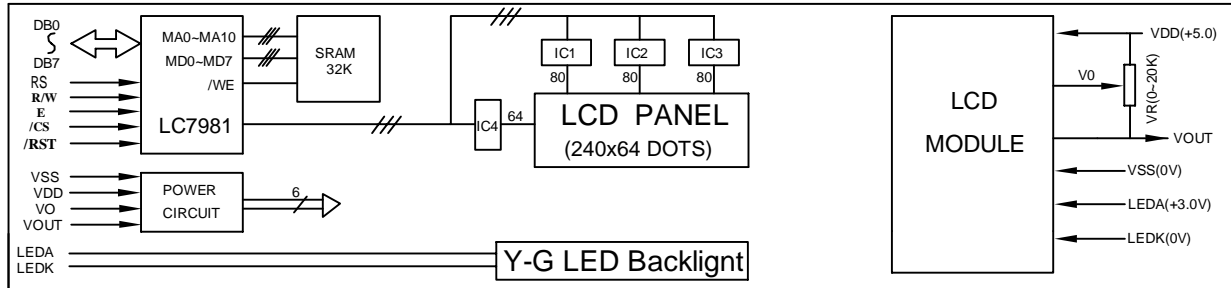 DB0
DB7
RS
R/W
E
/CS
/RST
MA0~MA10
MD0~MD7
/WE
LC7981
SRAM
32K
IC1
IC2
IC3
80
80
80
IC4
64
LCD PANEL
(240x64 DOTS)
VSS
VDD
VO
VOUT
POWER
CIRCUIT
6
LEDA
LEDK
Y-G LED Backlignt
LCD
MODULE
VDD(+5.0)
V0
VR(0~20K)
VOUT
VSS(0V)
LEDA(+3.0V)
LEDK(0V)